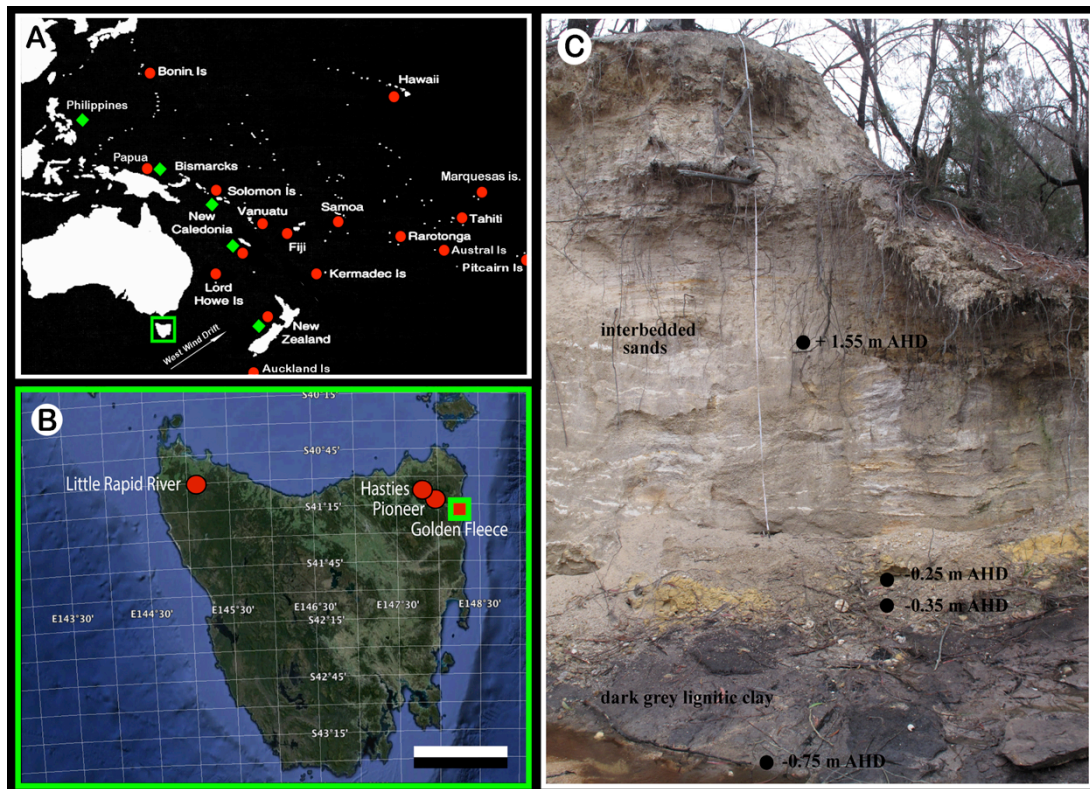 A
Bonin Is
Hawaii
Philippines
Papua
Bismarcks
Solomon Is
Marquesas is.
New
Caledonia
Vanuatu
Samoa
Tahiti
Fiji
Rarotonga
Austral Is
Pitcairn Is
Lord
Howe Is
Kermadec Is
New
Zealand
West Wind Drift
Auckland Is
B
S40°15'
S40°45'
Little Rapid River
Hasties
Pioneer
S41°15'
Golden Fleece
S41°45'
E143°30'
E144°30'
E145°30'
E146°30'
E147°30'
E148°30'
S42°15'
S42°45'
S43°15'
C
interbedded
sands
+ 1.55 m AHD
-0.25 m AHD
-0.35 m AHD
dark grey lignitic clay
-0.75 m AHD